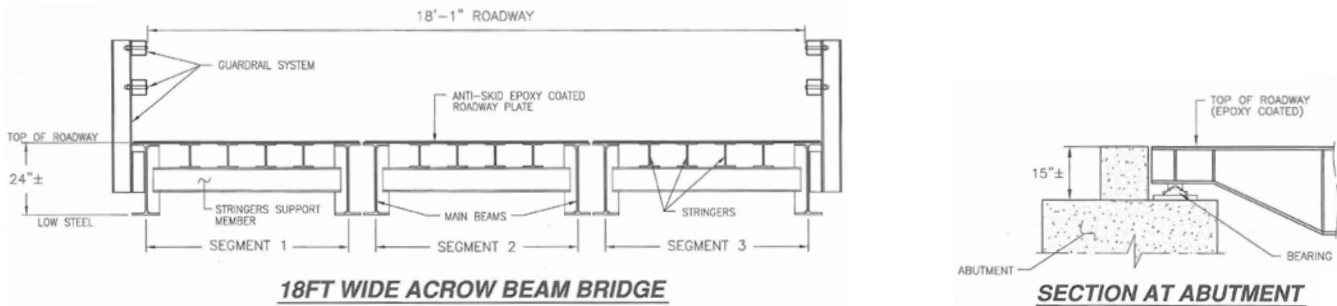 18'-1" ROADWAY
GUARDRAIL SYSTEM
ANTI-SKID EPOXY COATED
ROADWAY PLATE
TOP OF ROADWAY
24"±
LOW STEEL
STRINGERS SUPPORT
MEMBER
MAIN BEAMS
STRINGERS
SEGMENT 1
SEGMENT 2
SEGMENT 3
18FT WIDE ACROW BEAM BRIDGE
TOP OF ROADWAY
(EPOXY COATED)
15"±
ABUTMENT
BEARING
SECTION AT ABUTMENT